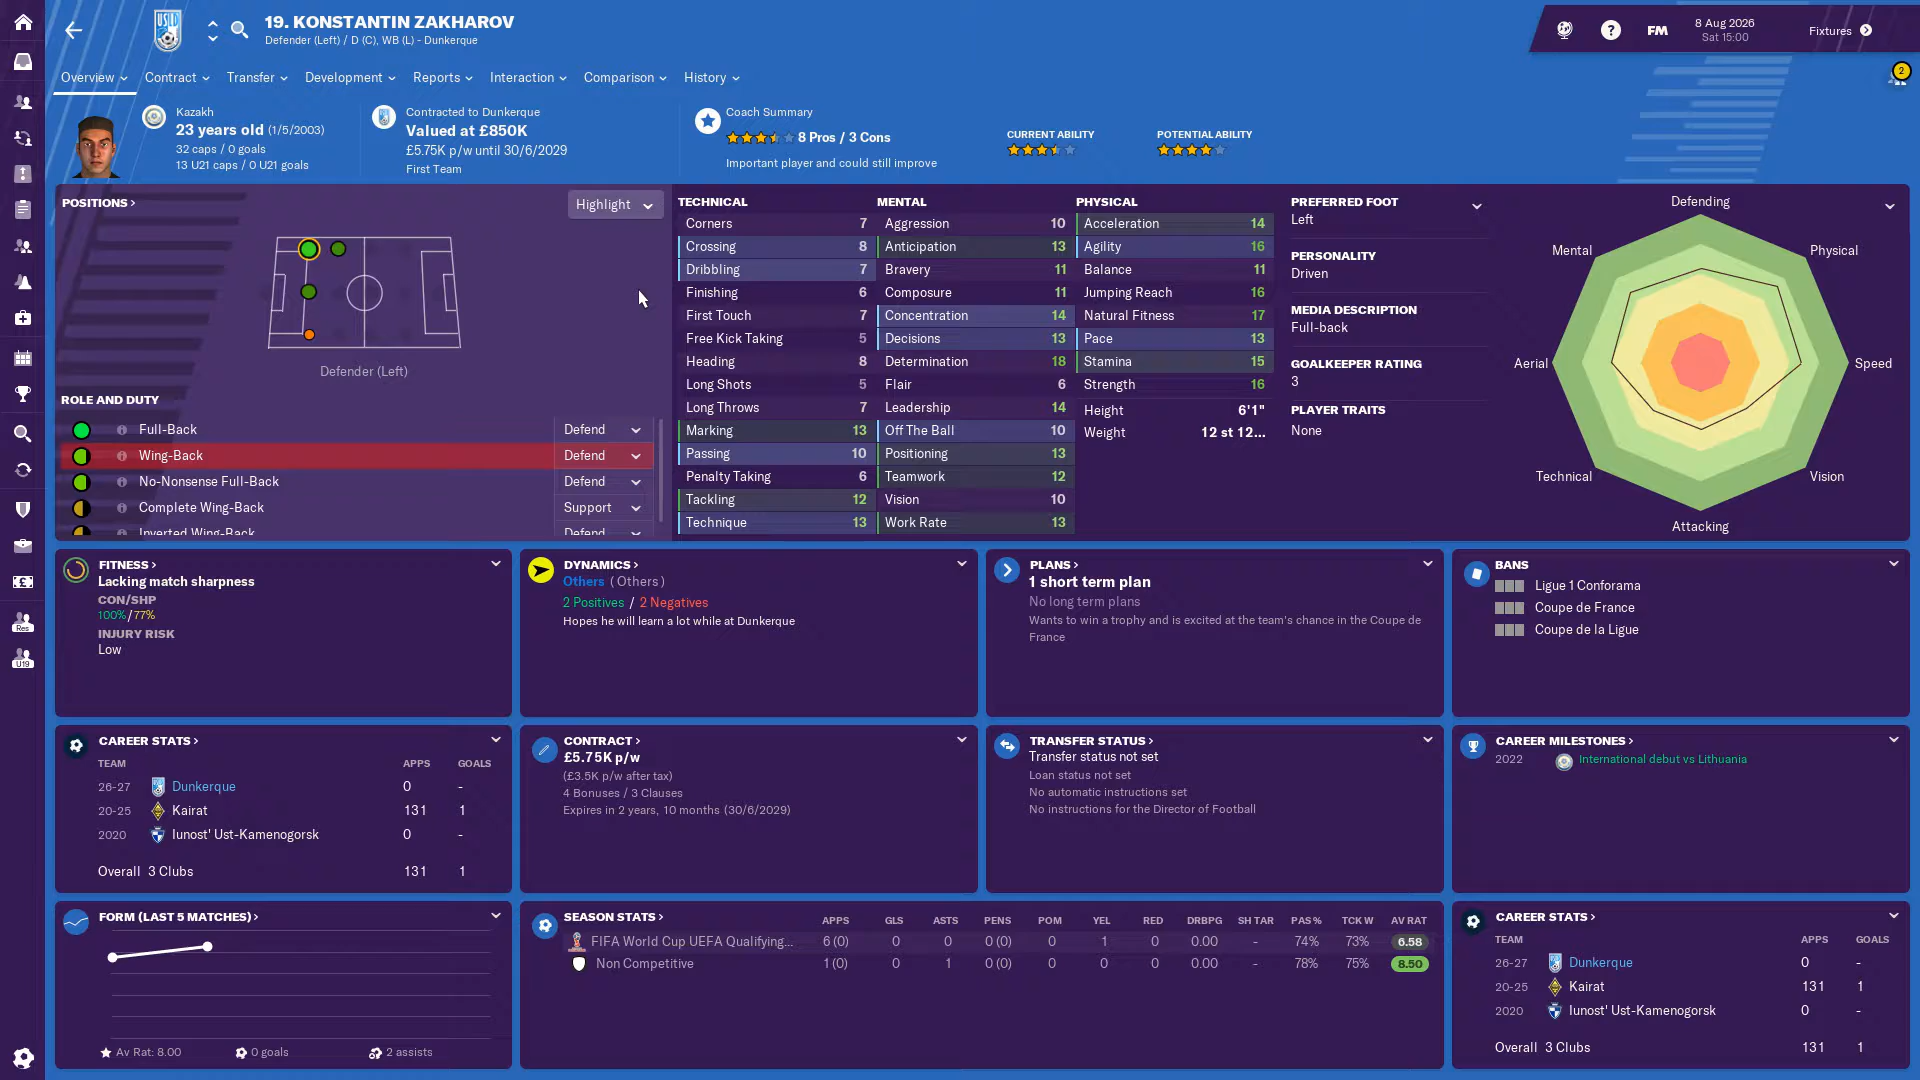 19. KONSTANTIN ZAKHAROV
Defender (Left) / D (C), WB (L) - Dunkerque
FM
8 Aug 2026
Sat 15:00
Fixtures
2
Overview
Contract
Transfer
Development
Reports
Interaction
Comparison
History
Kazakh
23 years old (1/5/2003)
32 caps / 0 goals
13 U21 caps / 0 U21 goals
Contracted to Dunkerque
Valued at £850K
£5.75K p/w until 30/6/2029
First Team
Coach Summary
8 Pros / 3 Cons
Important player and could still improve
CURRENT ABILITY
POTENTIAL ABILITY
POSITIONS >
Highlight
Defender (Left)
ROLE AND DUTY
Full-Back Defend
Wing-Back Defend
No-Nonsense Full-Back Defend
Complete Wing-Back Support
Inverted Wing-Back Defend
TECHNICAL
Corners 7
Crossing 8
Dribbling 7
Finishing 6
First Touch 7
Free Kick Taking 5
Heading 8
Long Shots 5
Long Throws 7
Marking 13
Passing 10
Penalty Taking 6
Tackling 12
Technique 13
MENTAL
Aggression 10
Anticipation 13
Bravery 11
Composure 11
Concentration 14
Decisions 13
Determination 18
Flair 6
Leadership 14
Off The Ball 10
Positioning 13
Teamwork 12
Vision 10
Work Rate 13
PHYSICAL
Acceleration 14
Agility 16
Balance 11
Jumping Reach 16
Natural Fitness 17
Pace 13
Stamina 15
Strength 16
Height 6'1"
Weight 12 st 12...
PREFERRED FOOT
Left
PERSONALITY
Driven
MEDIA DESCRIPTION
Full-back
GOALKEEPER RATING
3
PLAYER TRAITS
None
Defending
Physical
Speed
Vision
Attacking
Technical
Aerial
Mental
FITNESS >
Lacking match sharpness
CON/SHP
100%/77%
INJURY RISK
Low
DYNAMICS >
Others (Others)
2 Positives / 2 Negatives
Hopes he will learn a lot while at Dunkerque
PLANS >
1 short term plan
No long term plans
Wants to win a trophy and is excited at the team's chance in the Coupe de
France
BANS
Ligue 1 Conforama
Coupe de France
Coupe de la Ligue
CAREER STATS >
TEAM APPS GOALS
26-27 Dunkerque 0 -
20-25 Kairat 131 1
2020 Iunost' Ust-Kamenogorsk 0 -
Overall 3 Clubs 131 1
CONTRACT >
£5.75K p/w
(£3.5K p/w after tax)
4 Bonuses / 3 Clauses
Expires in 2 years, 10 months (30/6/2029)
TRANSFER STATUS >
Transfer status not set
Loan status not set
No automatic instructions set
No instructions for the Director of Football
CAREER MILESTONES >
2022 International debut vs Lithuania
FORM (LAST 5 MATCHES) >
Av Rat: 8.00
0 goals
2 assists
SEASON STATS >
APPS GLS ASTS PENS POM YEL RED DRBPG SH TAR PAS % TCK W AV RAT
FIFA World Cup UEFA Qualifying... 6 (0) 0 0 0 (0) 0 1 0 0.00 - 74% 73% 6.58
Non Competitive 1 (0) 0 1 0 (0) 0 0 0 0.00 - 78% 75% 8.50
CAREER STATS >
TEAM APPS GOALS
26-27 Dunkerque 0 -
20-25 Kairat 131 1
2020 Iunost' Ust-Kamenogorsk 0 -
Overall 3 Clubs 131 1
Res
U19
USLD